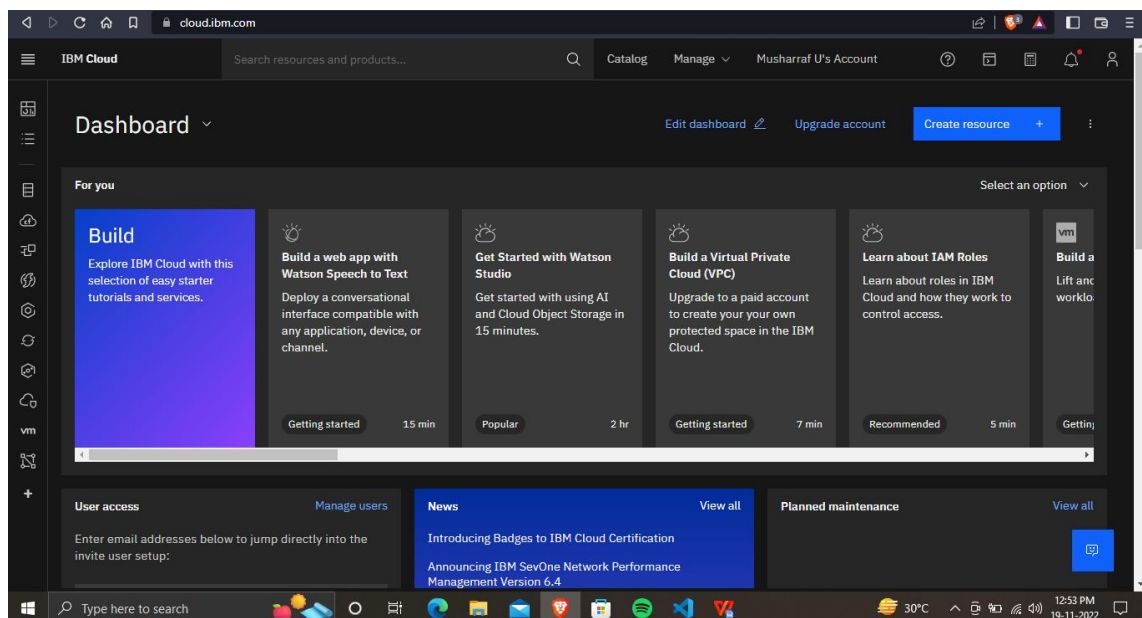 cloud.ibm.com
IBM Cloud
Search resources and products...
Catalog
Manage
Musharraf U's Account
Dashboard
Edit dashboard
Upgrade account
Create resource +
For you
Select an option
Build
Explore IBM Cloud with this
selection of easy starter
tutorials and services.
Build a web app with
Watson Speech to Text
Deploy a conversational
interface compatible with
any application, device, or
channel.
Getting started
15 min
Get Started with Watson
Studio
Get started with using AI
and Cloud Object Storage in
15 minutes.
Popular
2 hr
Build a Virtual Private
Cloud (VPC)
Upgrade to a paid account
to create your your own
protected space in the IBM
Cloud.
Getting started
7 min
Learn about IAM Roles
Learn about roles in IBM
Cloud and how they work to
control access.
Recommended
5 min
vm
Build a
Lift and
worklo
Getting
vm
User access
Manage users
Enter email addresses below to jump directly into the
invite user setup:
News
View all
Introducing Badges to IBM Cloud Certification
Announcing IBM SevOne Network Performance
Management Version 6.4
Planned maintenance
View all
Type here to search
30°C
12:53 PM
19-11-2022